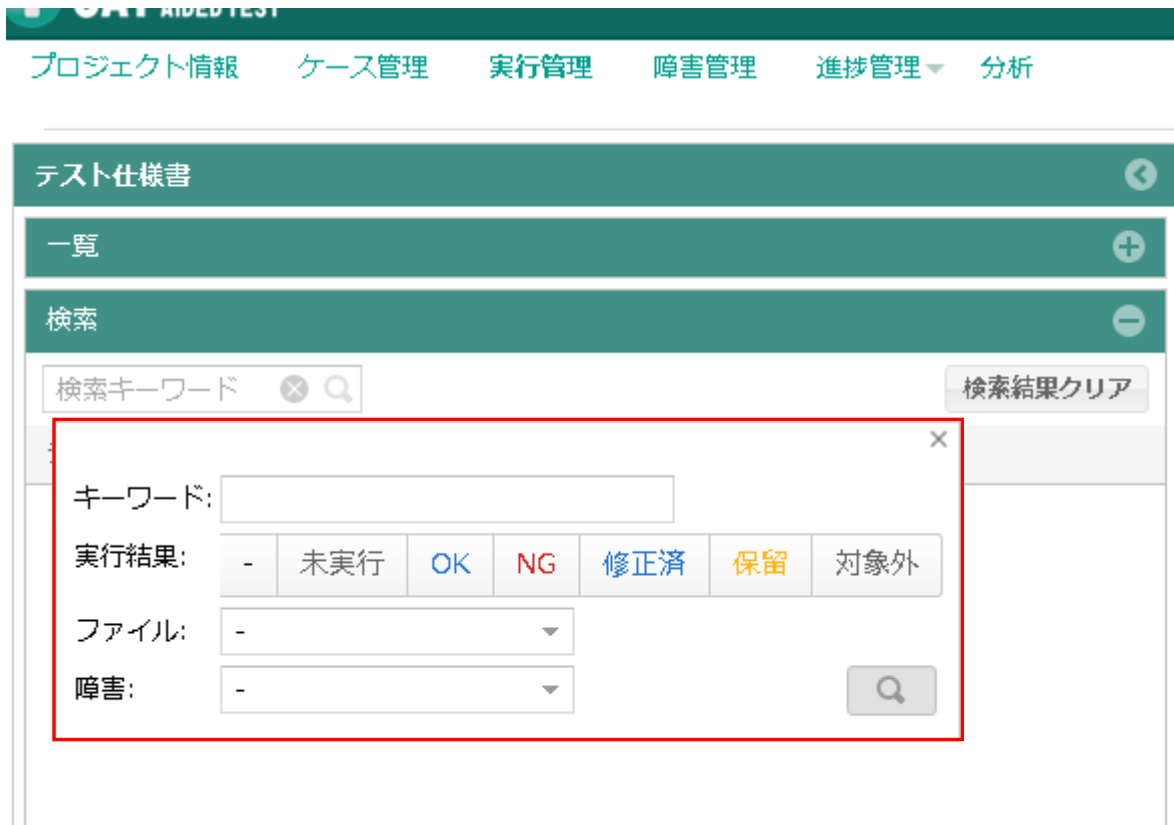 CAT AIDED TEST
プロジェクト情報 ケース管理 実行管理 障害管理 進捗管理 分析
テスト仕様書
一覧
検索
検索キーワード 検索結果クリア
キーワード:
実行結果: - 未実行 OK NG 修正済 保留 対象外
ファイル: -
障害: -